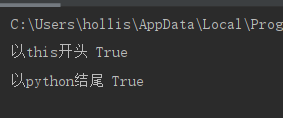 C:\Users\hollis\AppData\Local\Prog
以this开头 True
以python结尾 True